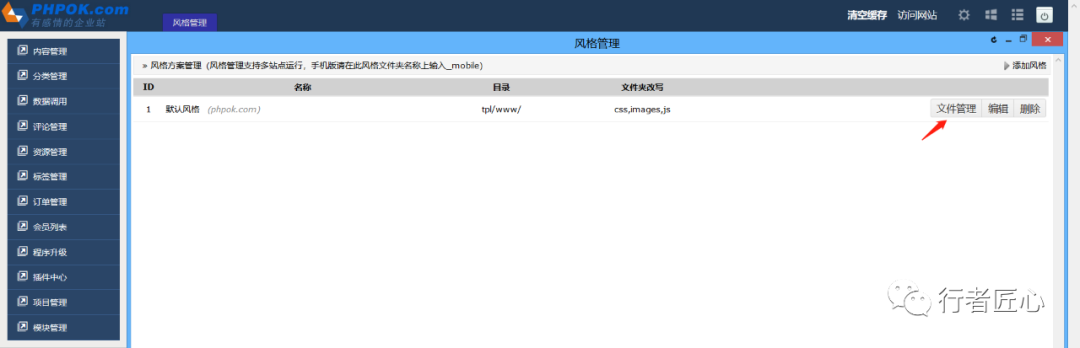 PHPOK.com
有感情的企业站
风格管理
清空缓存 访问网站
内容管理
分类管理
数据调用
评论管理
资源管理
标签管理
订单管理
会员列表
程序升级
插件中心
项目管理
模块管理
风格管理
» 风格方案管理（风格管理支持多站点运行，手机版请在此风格文件夹名称上输入_mobile）
添加风格
ID 名称 目录 文件夹改写
1 默认风格 (phpok.com) tpl/www/ css,images,js 文件管理 编辑 删除
行者匠心